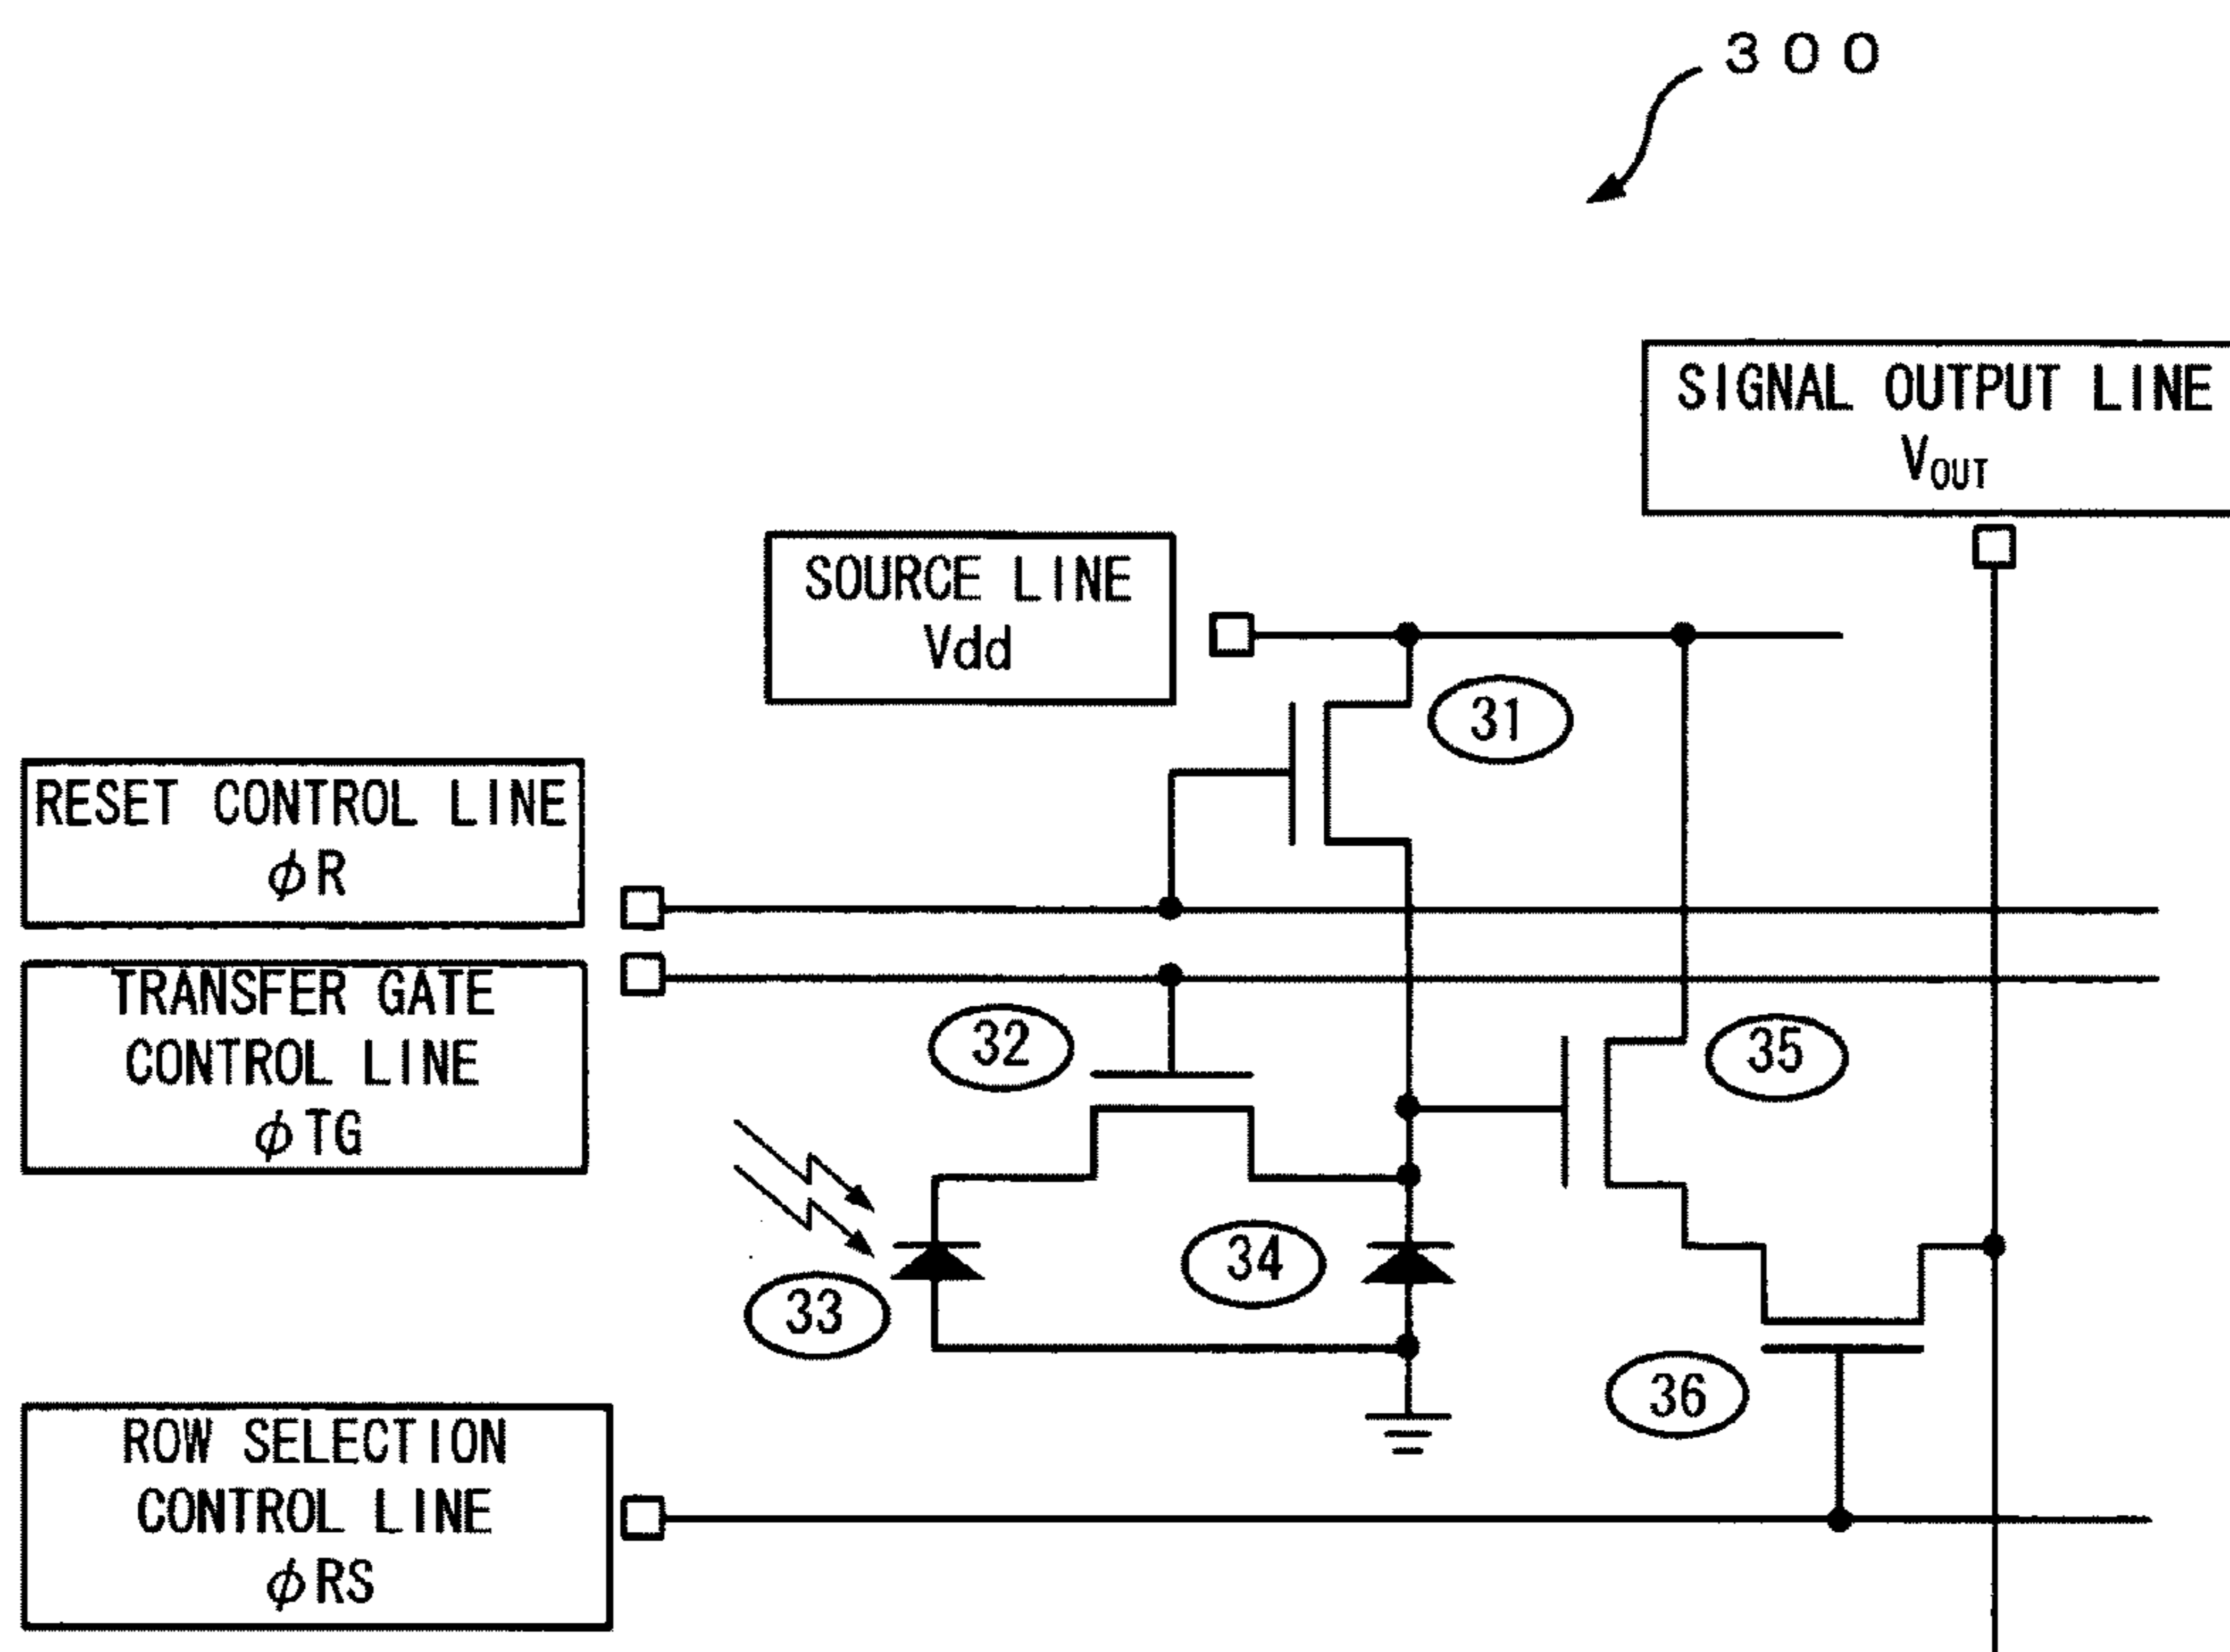 300
SIGNAL OUTPUT LINE
VOUT
SOURCE LINE
Vdd
31
RESET CONTROL LINE
φR
TRANSFER GATE
CONTROL LINE
φTG
32
35
34
33
36
ROW SELECTION
CONTROL LINE
φRS